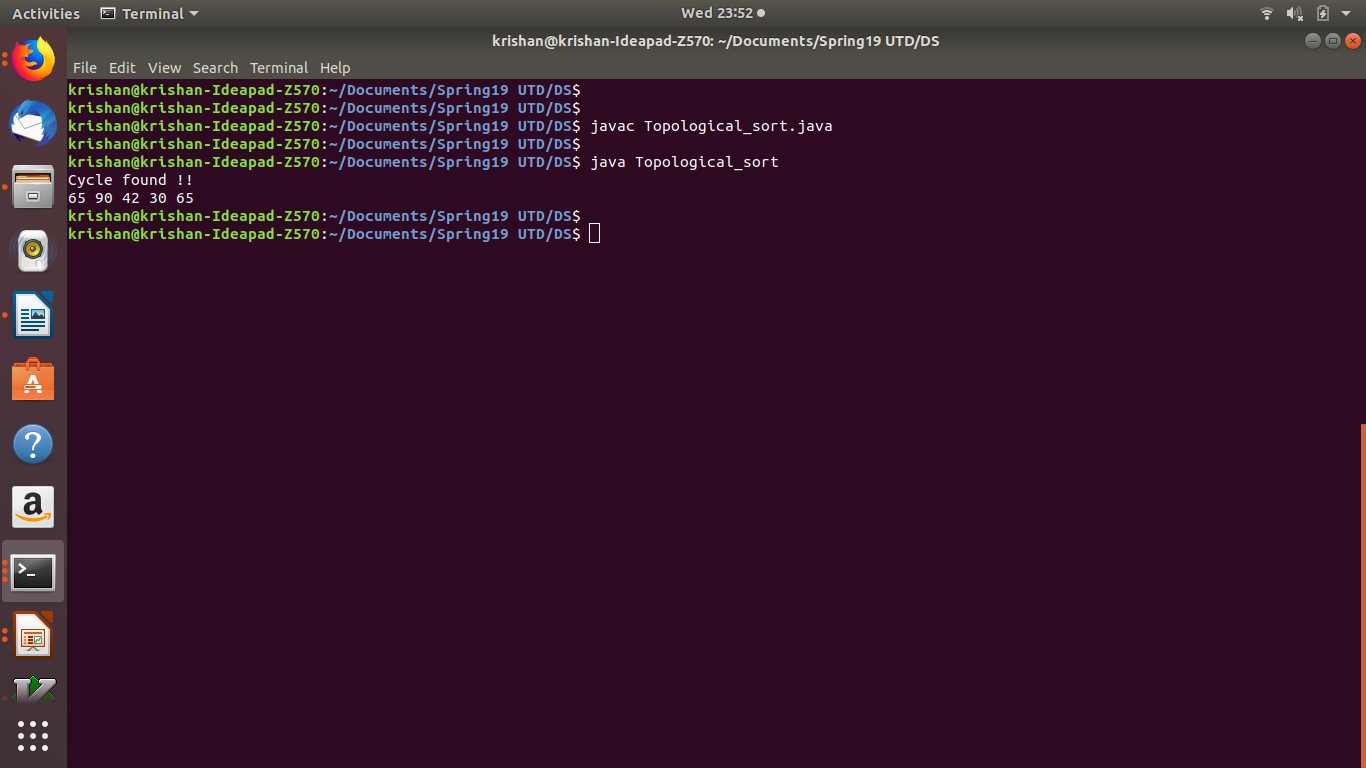 Activities Terminal Wed 23:52
krishan@krishan-Ideapad-Z570: ~/Documents/Spring19 UTD/DS
File Edit View Search Terminal Help
krishan@krishan-Ideapad-Z570:~/Documents/Spring19 UTD/DS$
krishan@krishan-Ideapad-Z570:~/Documents/Spring19 UTD/DS$
krishan@krishan-Ideapad-Z570:~/Documents/Spring19 UTD/DS$ javac Topological_sort.java
krishan@krishan-Ideapad-Z570:~/Documents/Spring19 UTD/DS$
krishan@krishan-Ideapad-Z570:~/Documents/Spring19 UTD/DS$ java Topological_sort
Cycle found !!
65 90 42 30 65
krishan@krishan-Ideapad-Z570:~/Documents/Spring19 UTD/DS$
krishan@krishan-Ideapad-Z570:~/Documents/Spring19 UTD/DS$